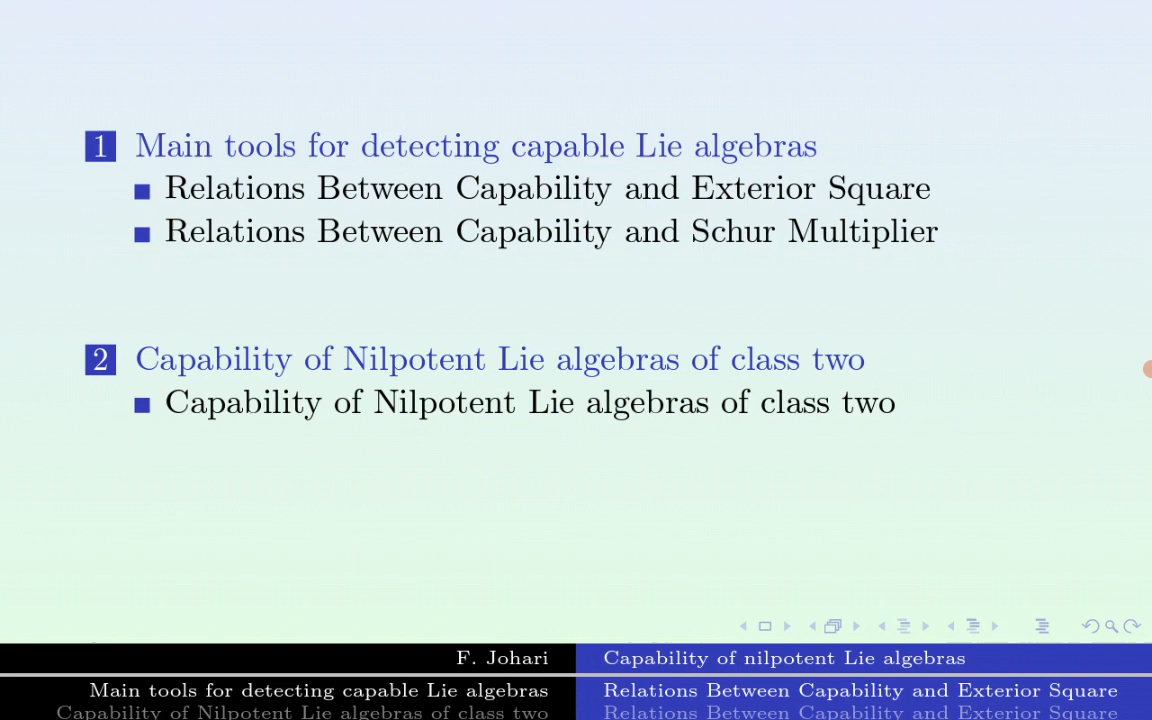 1 Main tools for detecting capable Lie algebras
Relations Between Capability and Exterior Square
Relations Between Capability and Schur Multiplier
2 Capability of Nilpotent Lie algebras of class two
Capability of Nilpotent Lie algebras of class two
F. Johari
Capability of nilpotent Lie algebras
Main tools for detecting capable Lie algebras
Relations Between Capability and Exterior Square
Capability of Nilpotent Lie algebras of class two
Relations Between Capability and Exterior Square